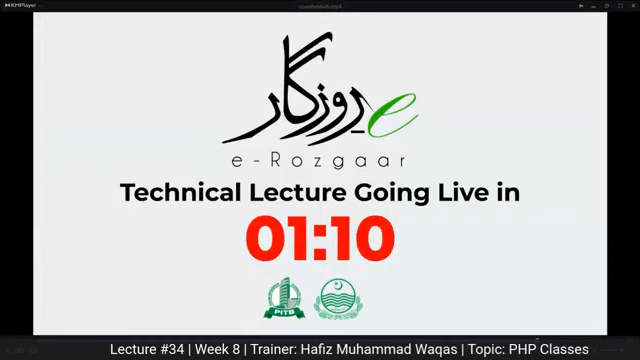 KMPlayer
روزگار e
e-Rozgaar
Technical Lecture Going Live in
01:10
PITB
Lecture #34 | Week 8 | Trainer: Hafiz Muhammad Waqas | Topic: PHP Classes